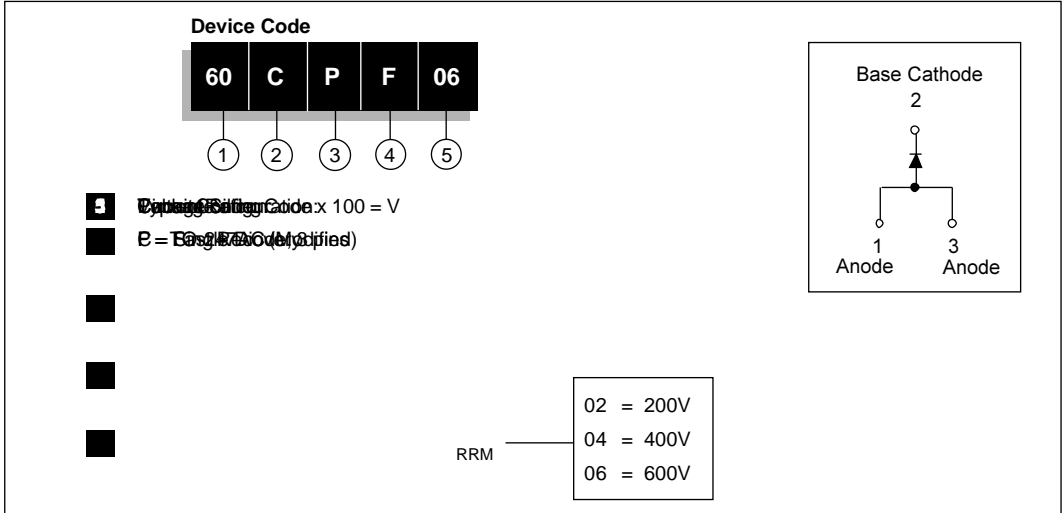 Device Code
60 C P F 06
1 2 3 4 5
Code x 100 = V
RRM
02 = 200V
04 = 400V
06 = 600V
Base Cathode
2
1 3
Anode Anode